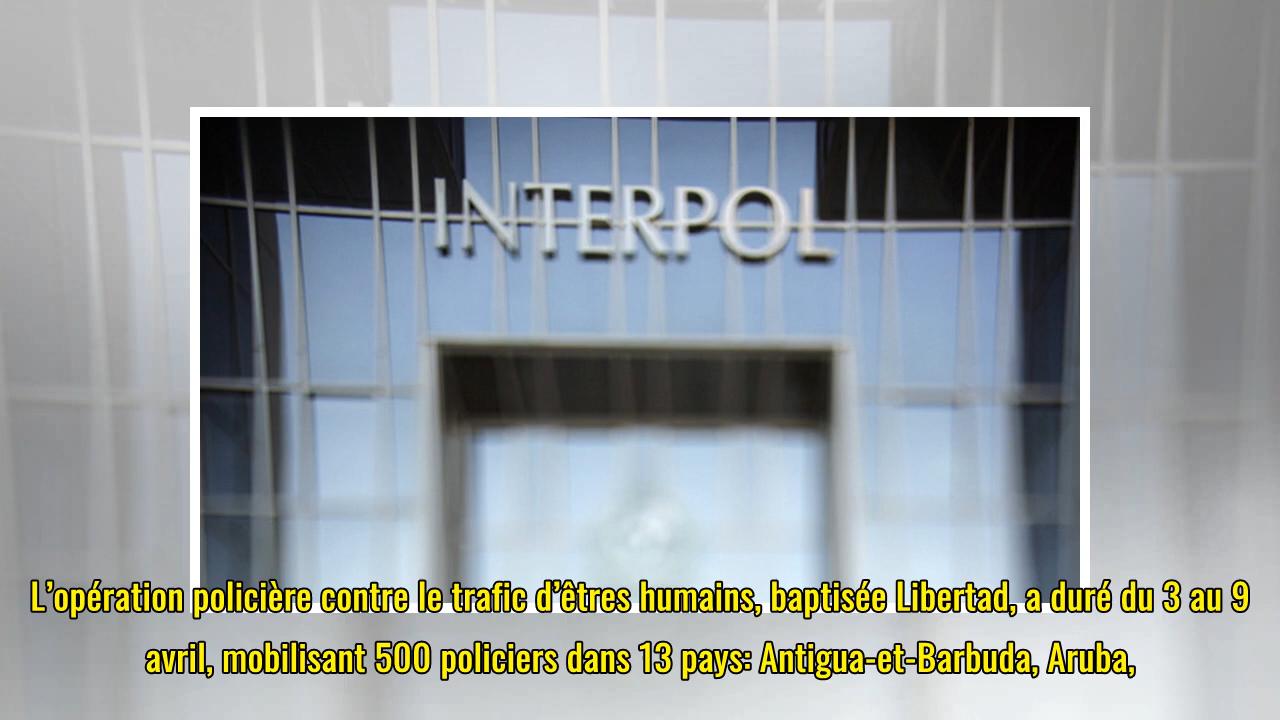 INTERPOL
L’opération policière contre le trafic d’êtres humains, baptisée Libertad, a duré du 3 au 9
avril, mobilisant 500 policiers dans 13 pays: Antigua-et-Barbuda, Aruba,